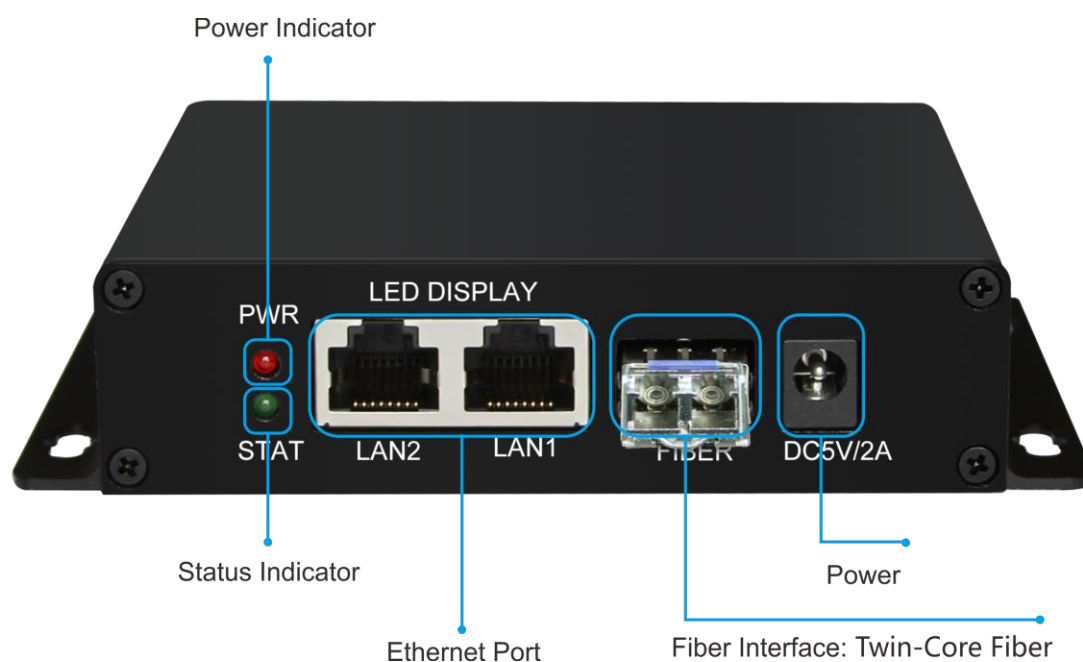 Power Indicator
LED DISPLAY
PWR
STAT
LAN2
LAN1
FIBER
DC5V/2A
Status Indicator
Power
Ethernet Port
Fiber Interface: Twin-Core Fiber